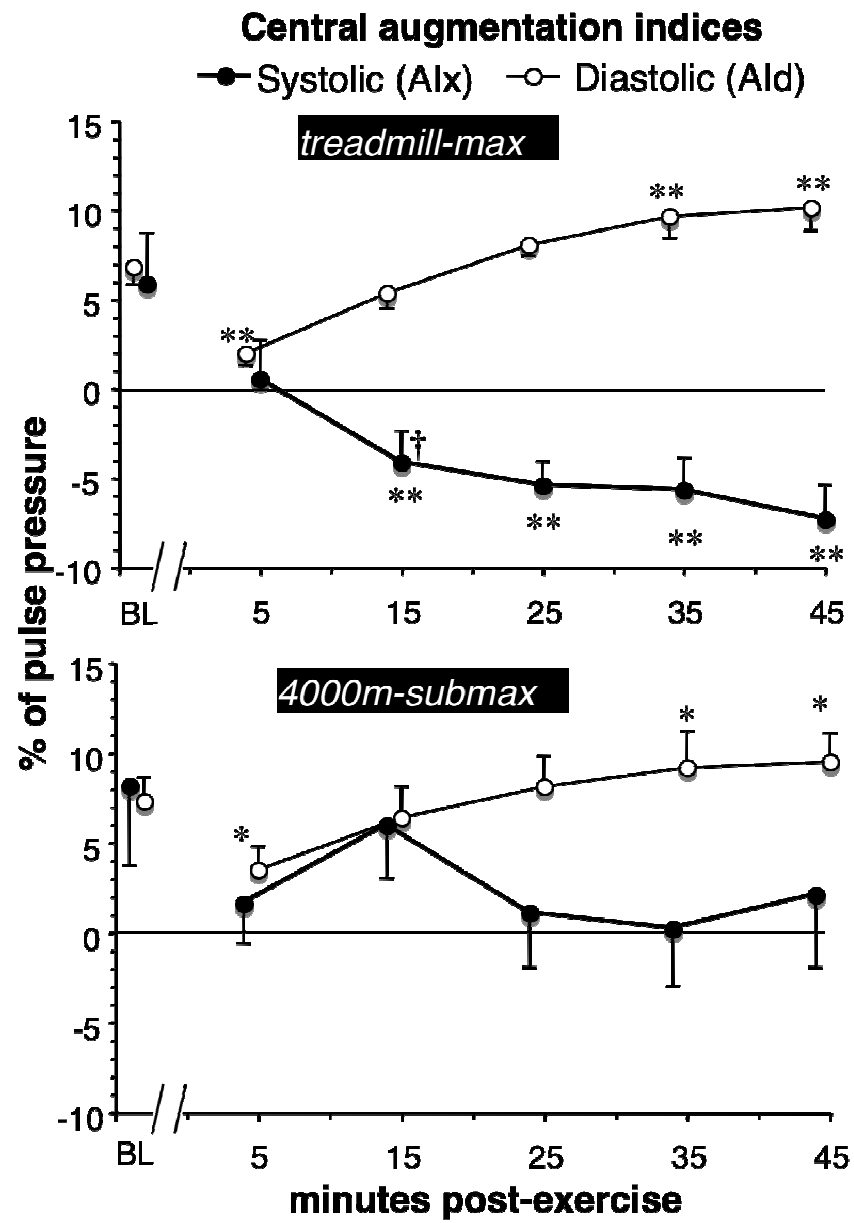 Central augmentation indices
Systolic (AIx) Diastolic (AId)
% of pulse pressure
treadmill-max
15
10
5
0
-5
-10
** ** **
† ** ** ** **
BL 5 15 25 35 45
4000m-submax
15
10
5
0
-5
-10
* * *
BL 5 15 25 35 45
minutes post-exercise